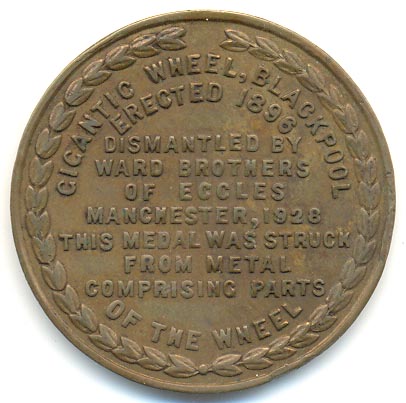 GIGANTIC WHEEL, BLACKPOOL
ERECTED 1896
DISMANTLED BY
WARD BROTHERS
OF ECCLES
MANCHESTER, 1928
THIS MEDAL WAS STRUCK
FROM METAL
COMPRISING PARTS
OF THE WHEEL